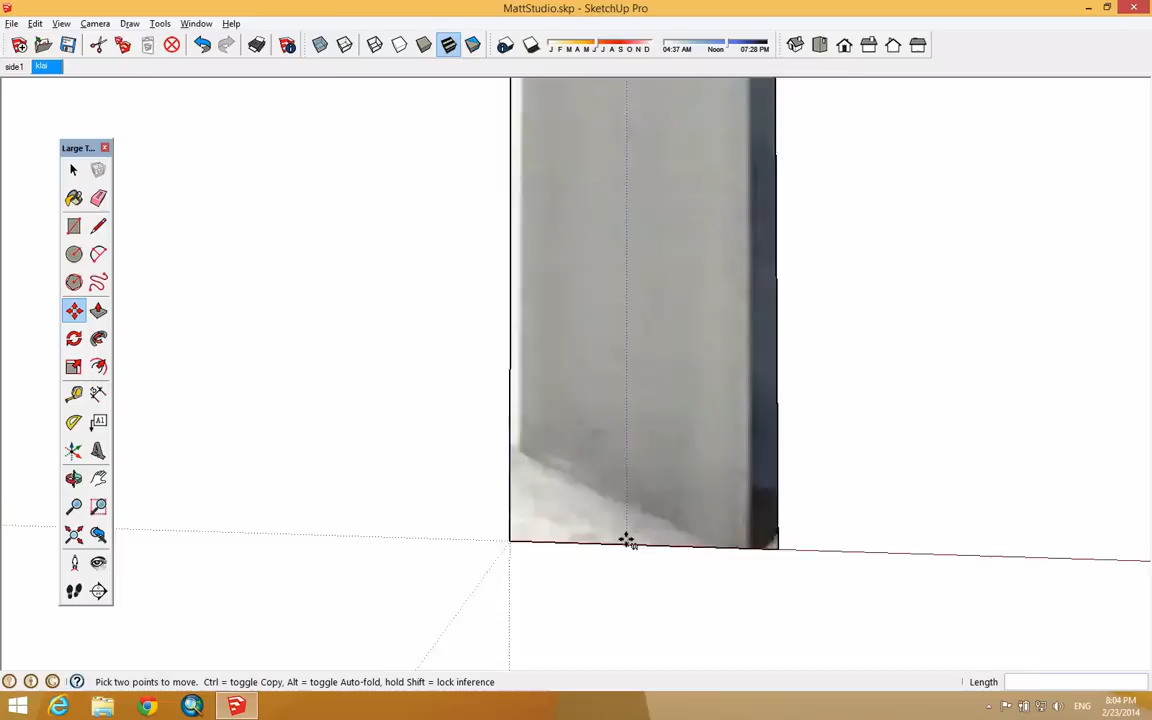 MattStudio.skp - SketchUp Pro
File Edit View Camera Draw Tools Window Help
J F M A M J J A S O N D 04:37 AM Noon 07:28 PM
side1 klai
Large T...
A1
Pick two points to move. Ctrl = toggle Copy, Alt = toggle Auto-fold, hold Shift = lock inference
Length
ENG
8:04 PM
2/23/2014